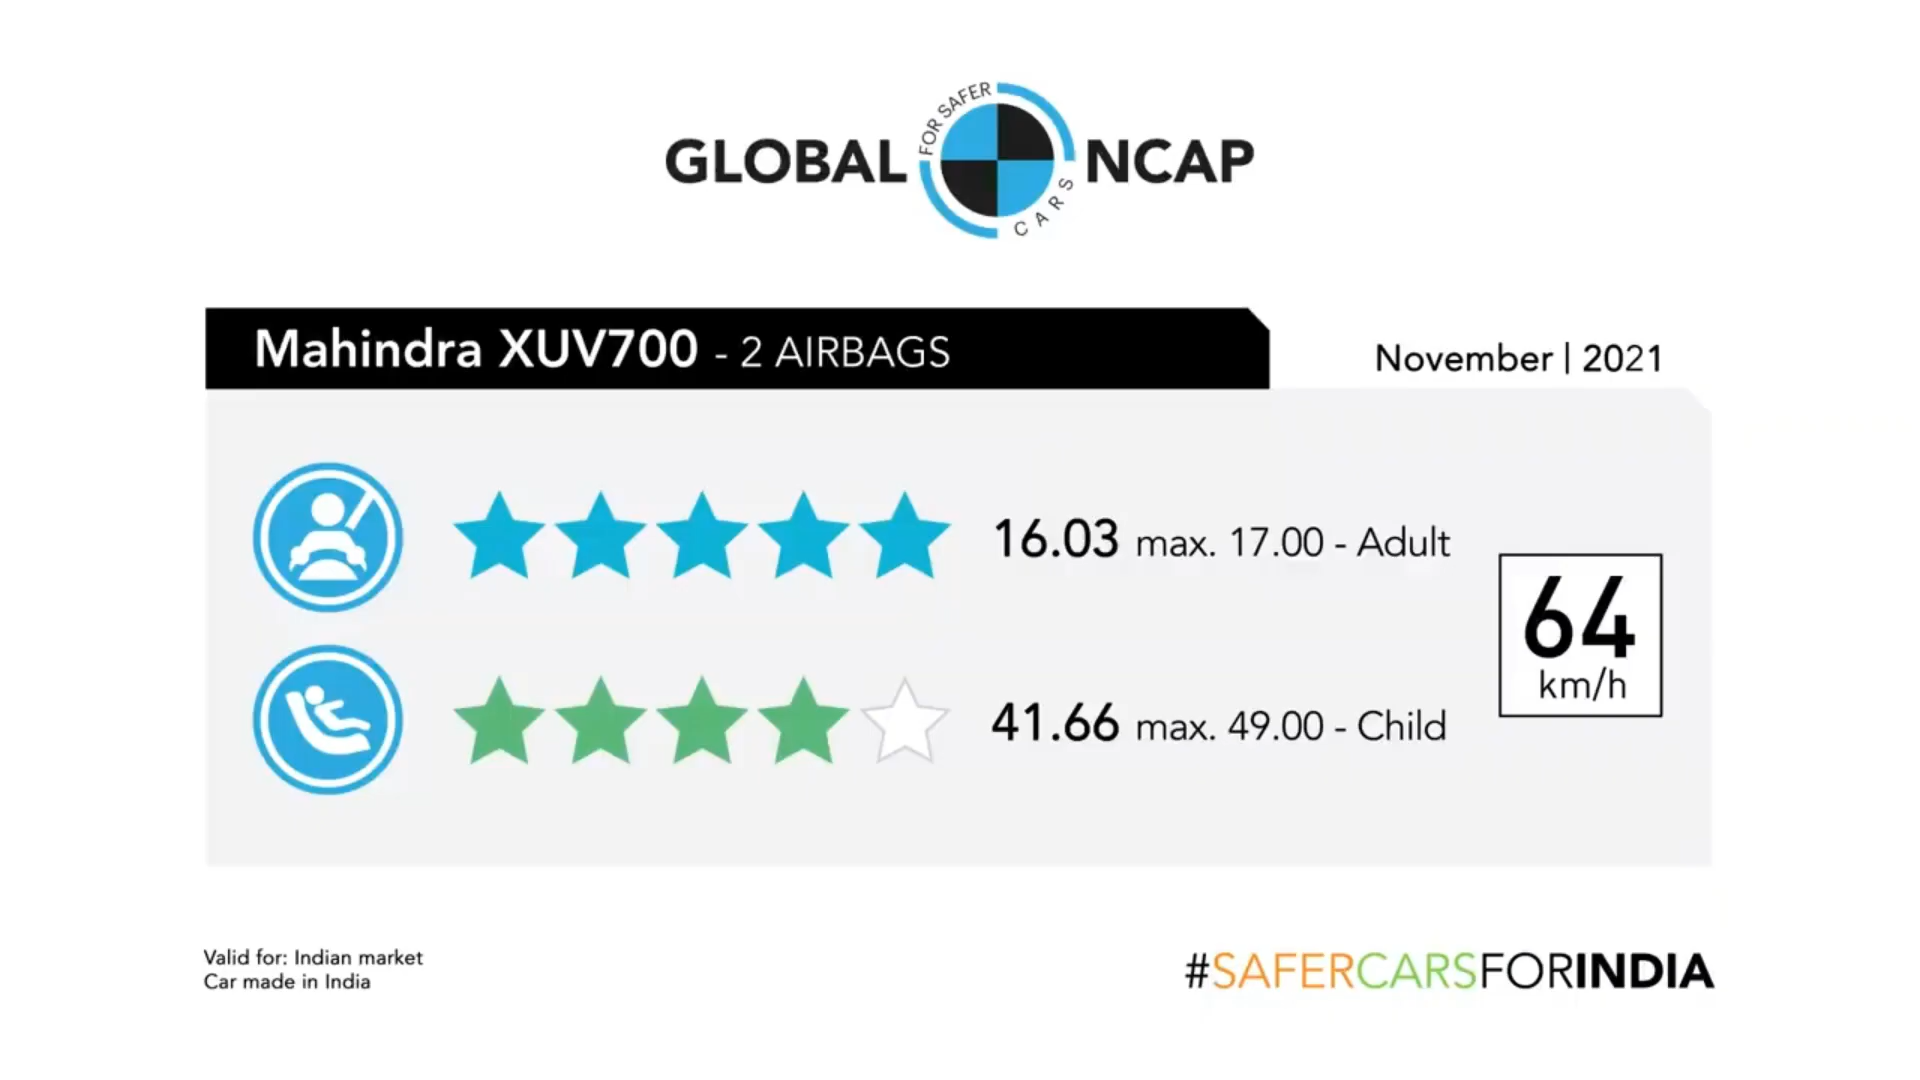 GLOBAL FOR SAFER CARS NCAP
Mahindra XUV700 - 2 AIRBAGS
November | 2021
16.03 max. 17.00 - Adult
41.66 max. 49.00 - Child
64
km/h
Valid for: Indian market
Car made in India
#SAFERCARSFORINDIA